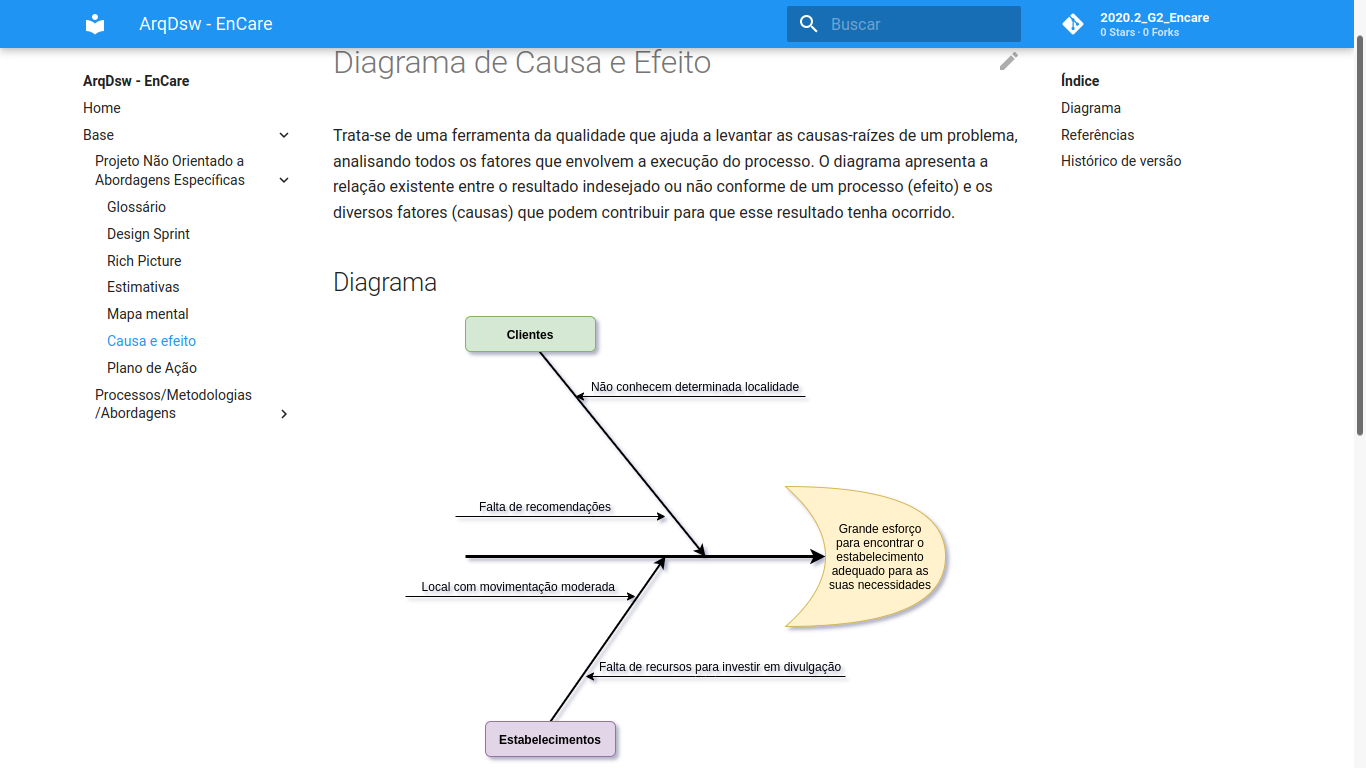 ArqDsw - EnCare
Buscar
2020.2_G2_Encare
0 Stars · 0 Forks
ArqDsw - EnCare
Home
Base
Projeto Não Orientado a
Abordagens Específicas
Glossário
Design Sprint
Rich Picture
Estimativas
Mapa mental
Causa e efeito
Plano de Ação
Processos/Metodologias
/Abordagens
Diagrama de Causa e Efeito
Trata-se de uma ferramenta da qualidade que ajuda a levantar as causas-raízes de um problema,
analisando todos os fatores que envolvem a execução do processo. O diagrama apresenta a
relação existente entre o resultado indesejado ou não conforme de um processo (efeito) e os
diversos fatores (causas) que podem contribuir para que esse resultado tenha ocorrido.
Diagrama
Clientes
Não conhecem determinada localidade
Falta de recomendações
Grande esforço
para encontrar o
estabelecimento
adequado para as
suas necessidades
Local com movimentação moderada
Falta de recursos para investir em divulgação
Estabelecimentos
Índice
Diagrama
Referências
Histórico de versão